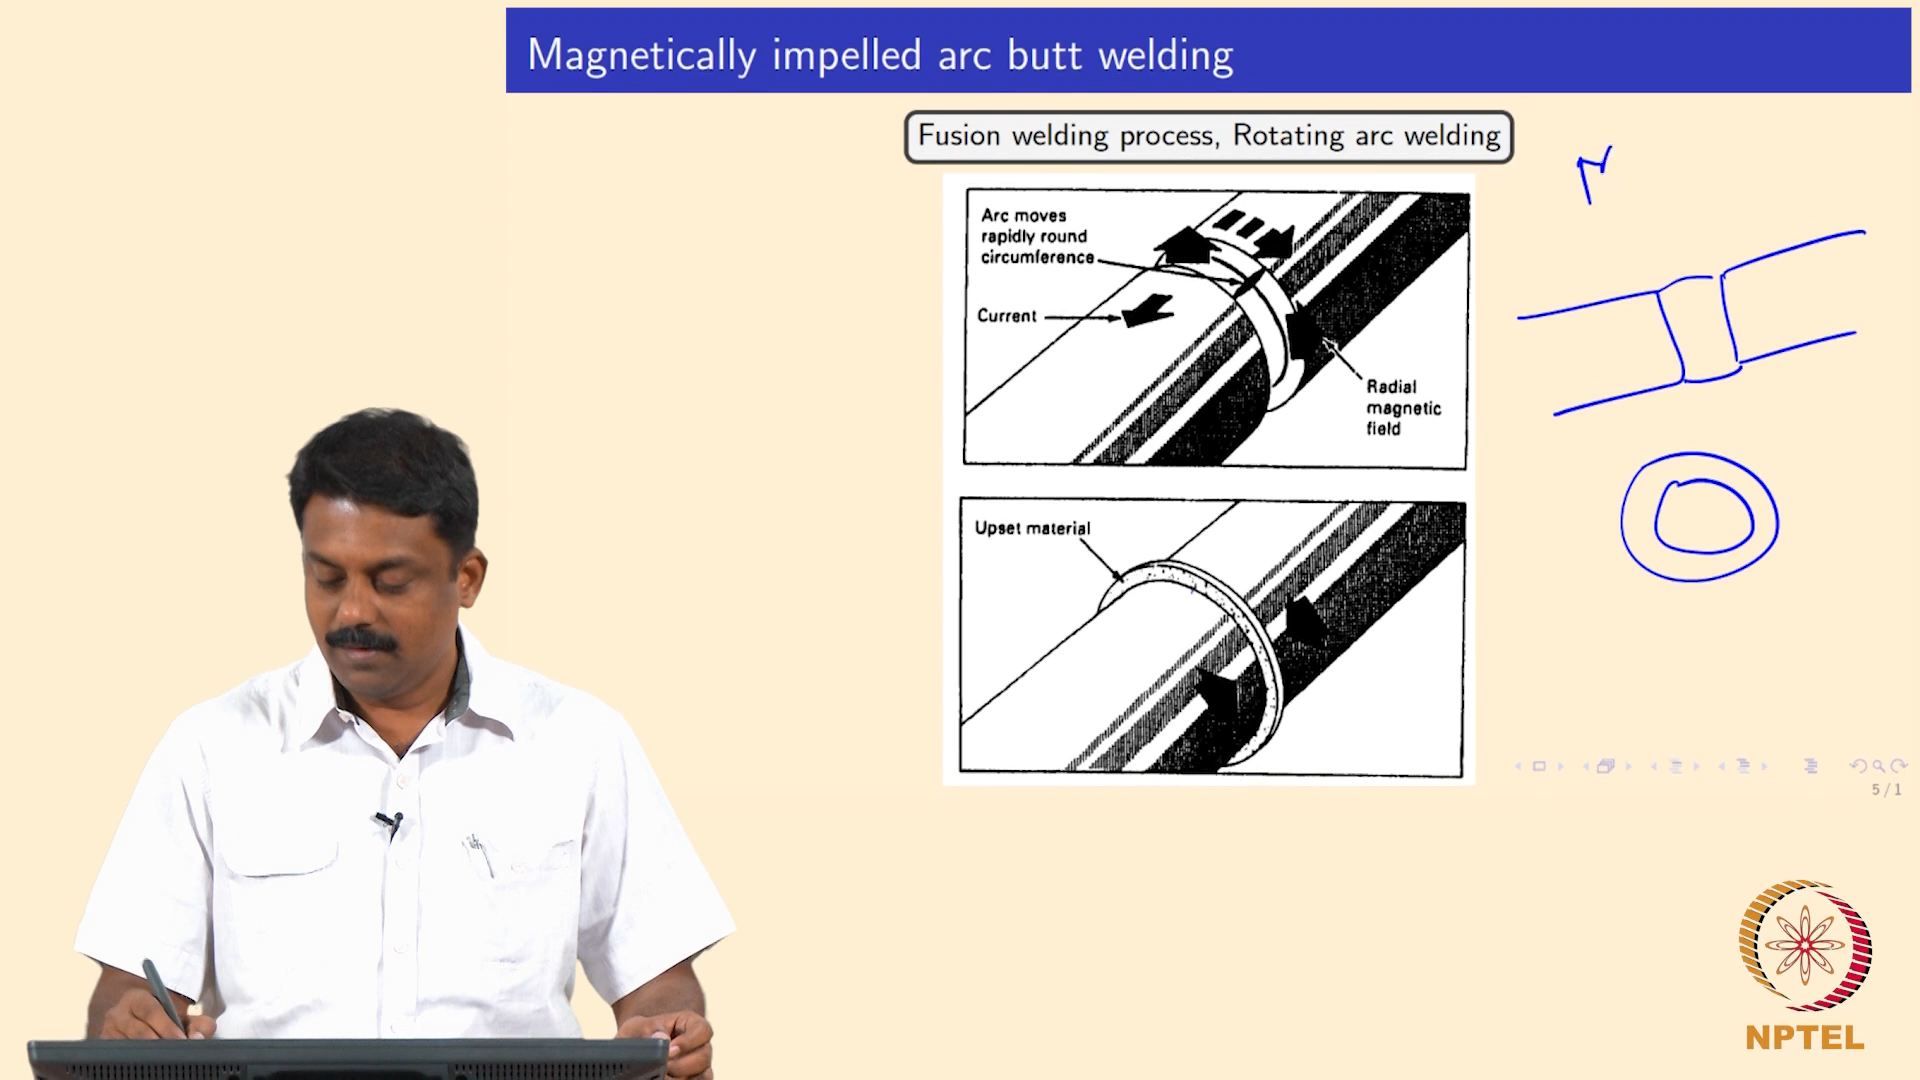 Magnetically impelled arc butt welding
Fusion welding process, Rotating arc welding
Arc moves
rapidly round
circumference
Current
Radial
magnetic
field
Upset material
5 / 1
NPTEL